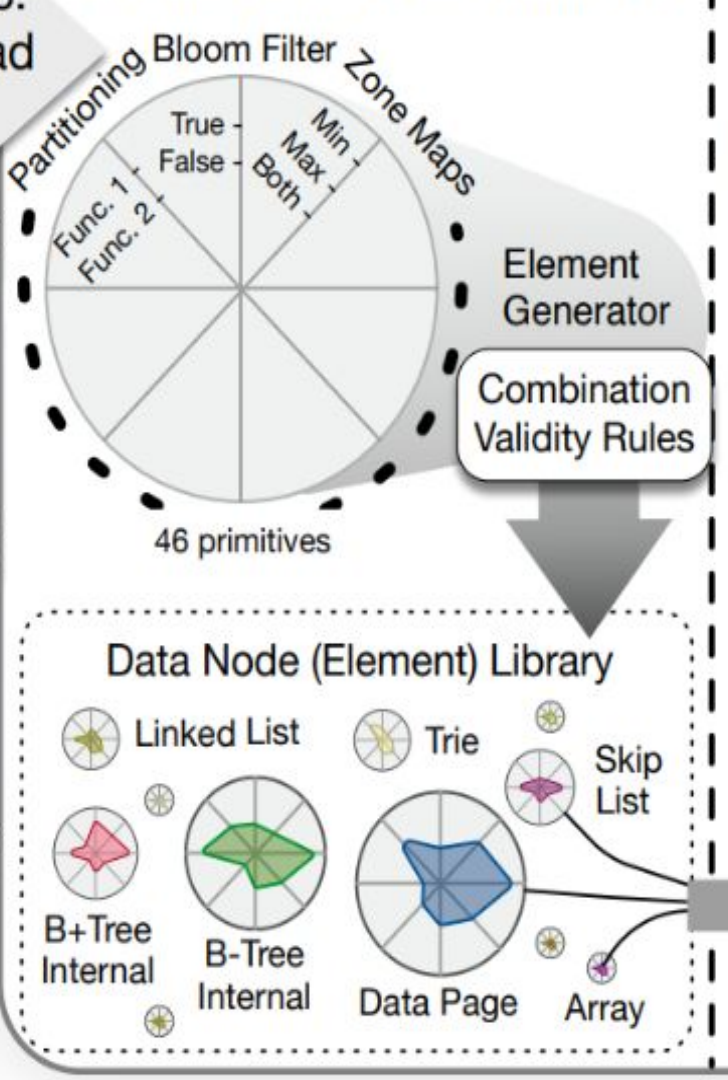 Partitioning
Bloom Filter
Zone Maps
Func. 1
Func. 2
True
False
Min
Max
Both
46 primitives
Element
Generator
Combination
Validity Rules
Data Node (Element) Library
Linked List
Trie
Skip
List
B+Tree
Internal
B-Tree
Internal
Data Page
Array